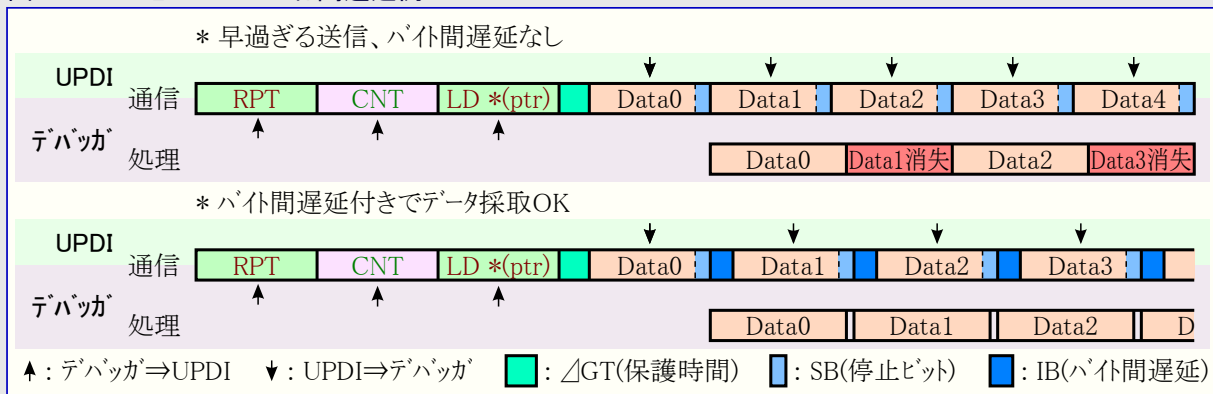 * 早過ぎる送信、バイト間遅延なし
UPDI
通信 RPT CNT LD *(ptr) Data0 Data1 Data2 Data3 Data4
デバッガ
処理 Data0 Data1消失 Data2 Data3消失
* バイト間遅延付きでデータ採取OK
UPDI
通信 RPT CNT LD *(ptr) Data0 Data1 Data2 Data3
デバッガ
処理 Data0 Data1 Data2 D
↑ : デバッガ⇒UPDI ↓ : UPDI⇒デバッガ : ⊿GT(保護時間) : SB(停止ビット) : IB(バイト間遅延)